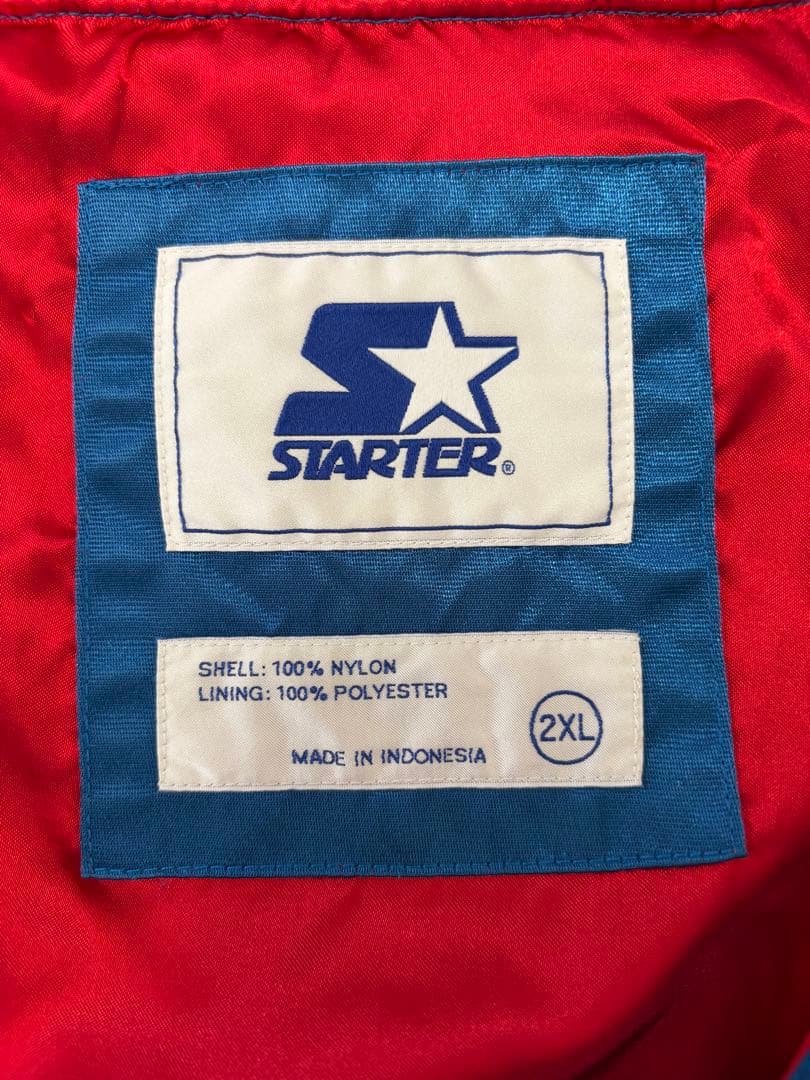 STARTER®
SHELL: 100% NYLON
LINING: 100% POLYESTER
2XL
MADE IN INDONESIA